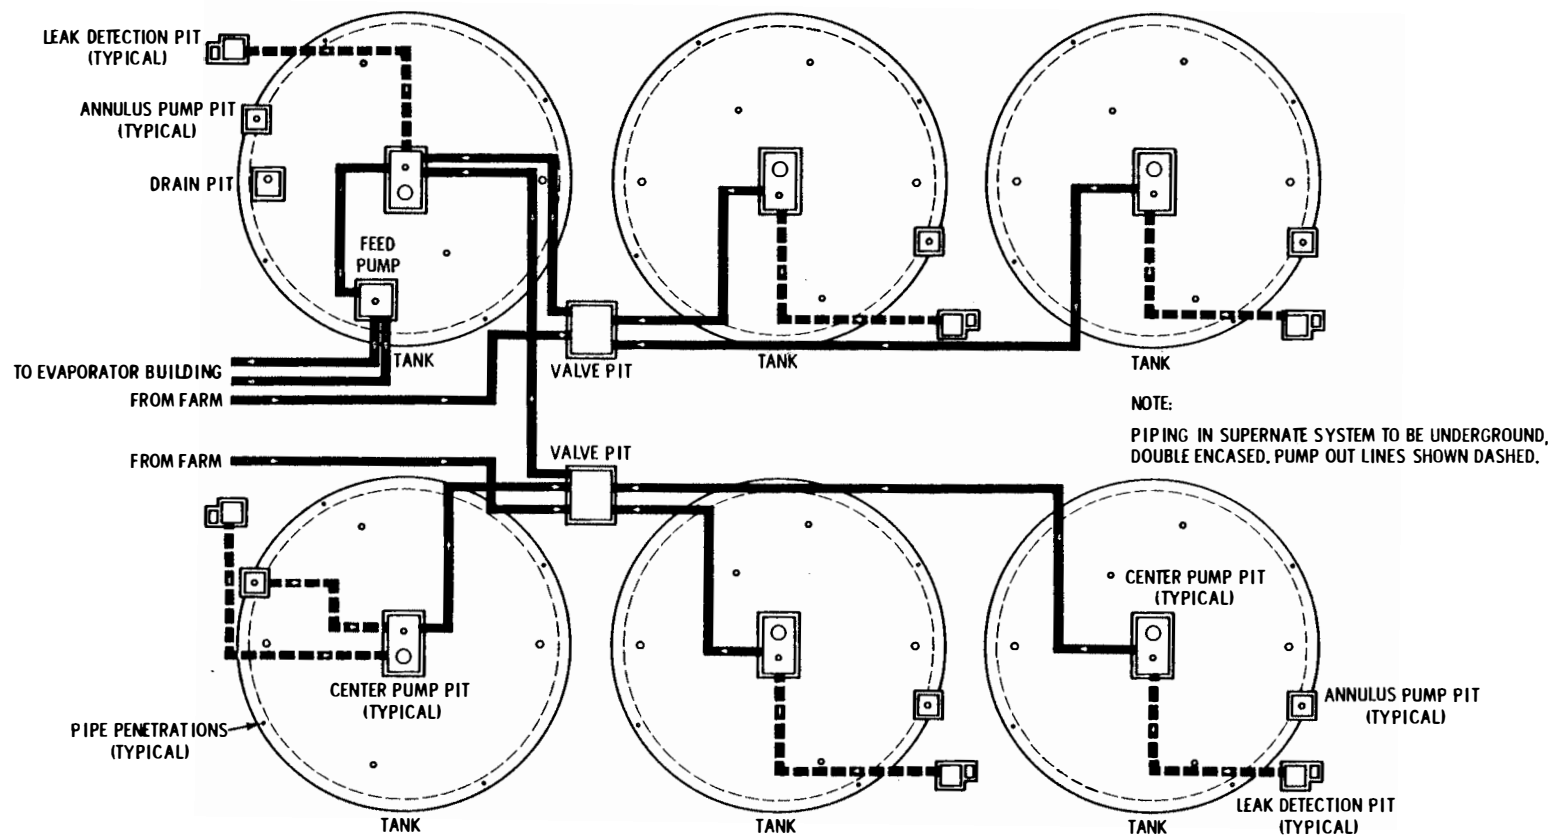 LEAK DETECTION PIT
(TYPICAL)
ANNULUS PUMP PIT
(TYPICAL)
DRAIN PIT
FEED
PUMP
TANK
TO EVAPORATOR BUILDING
FROM FARM
VALVE PIT
TANK
TANK
NOTE:
PIPING IN SUPERNATE SYSTEM TO BE UNDERGROUND,
DOUBLE ENCASED. PUMP OUT LINES SHOWN DASHED.
FROM FARM
VALVE PIT
CENTER PUMP PIT
(TYPICAL)
CENTER PUMP PIT
(TYPICAL)
PIPE PENETRATIONS
(TYPICAL)
ANNULUS PUMP PIT
(TYPICAL)
LEAK DETECTION PIT
(TYPICAL)
TANK
TANK
TANK